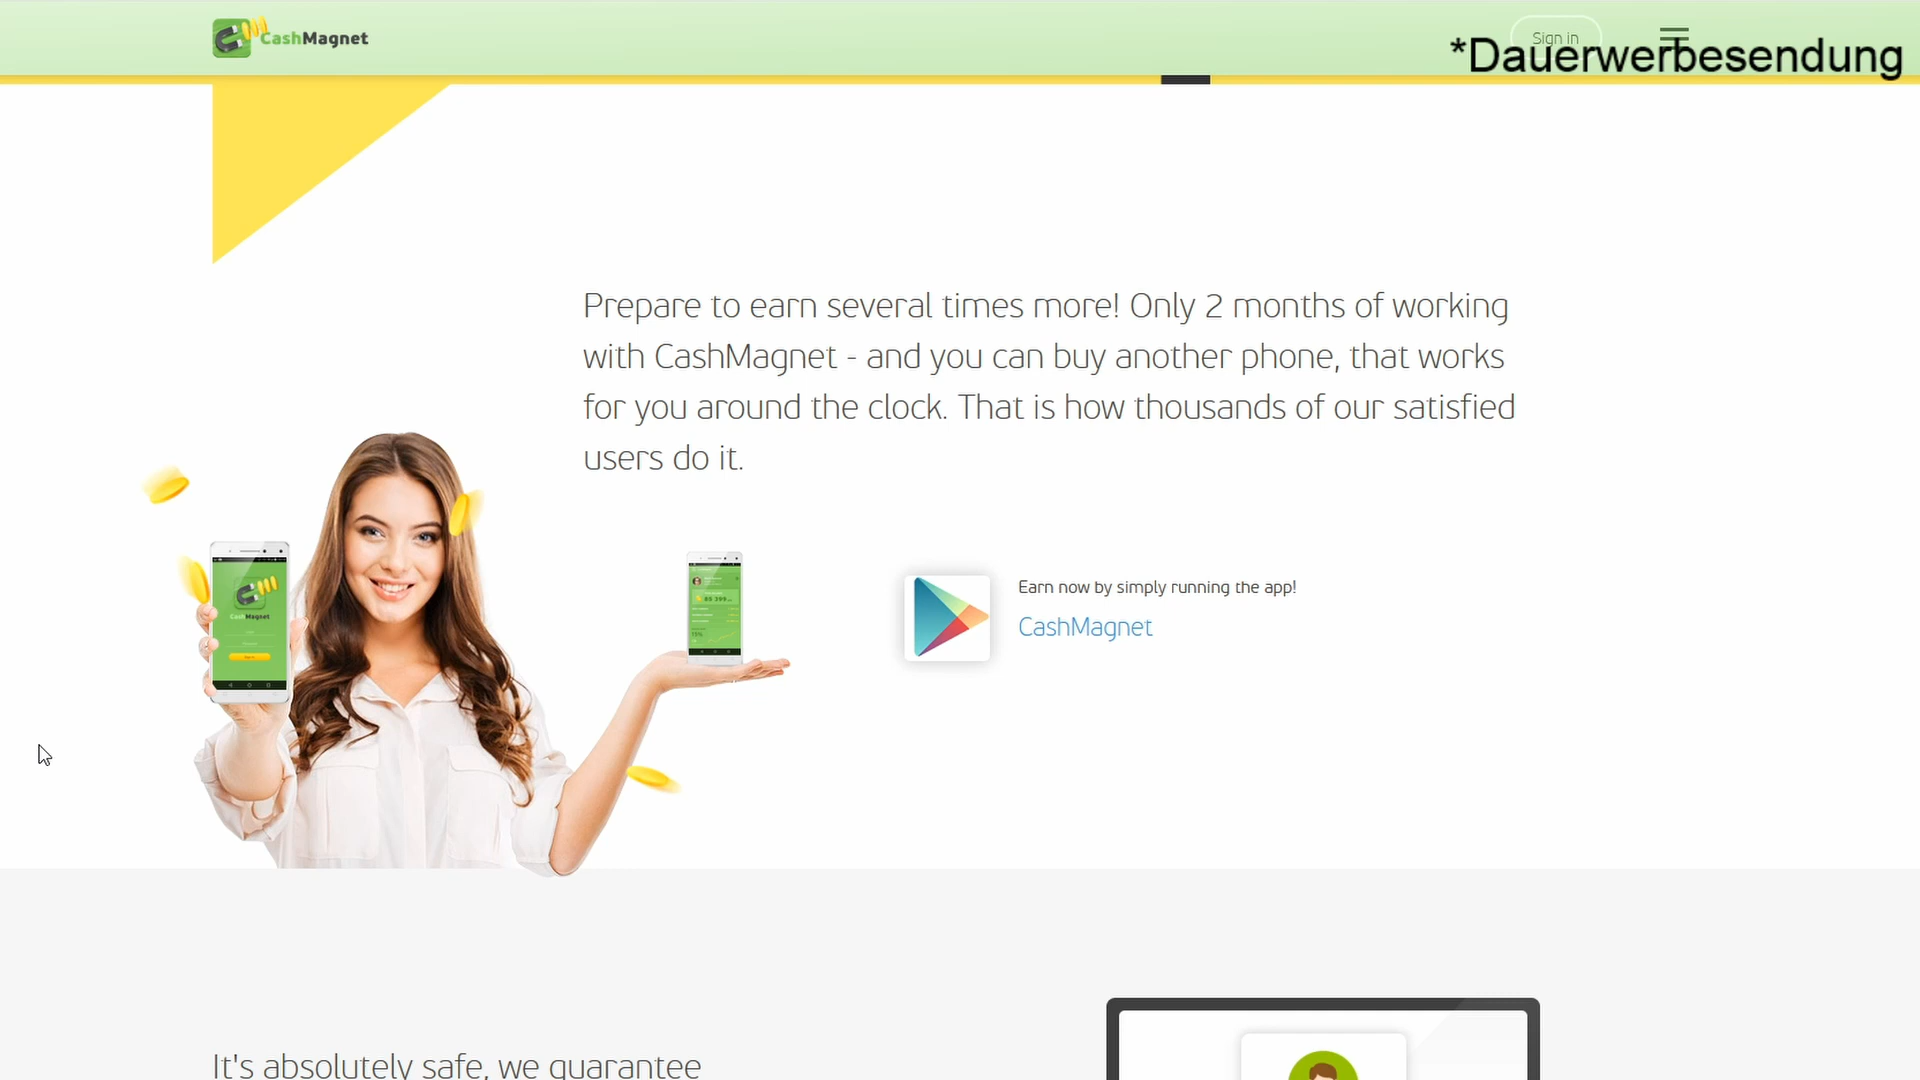 CashMagnet
Sign in
*Dauerwerbesendung
Prepare to earn several times more! Only 2 months of working
with CashMagnet - and you can buy another phone, that works
for you around the clock. That is how thousands of our satisfied
users do it.
CashMagnet
Earn now by simply running the app!
CashMagnet
It's absolutely safe, we guarantee